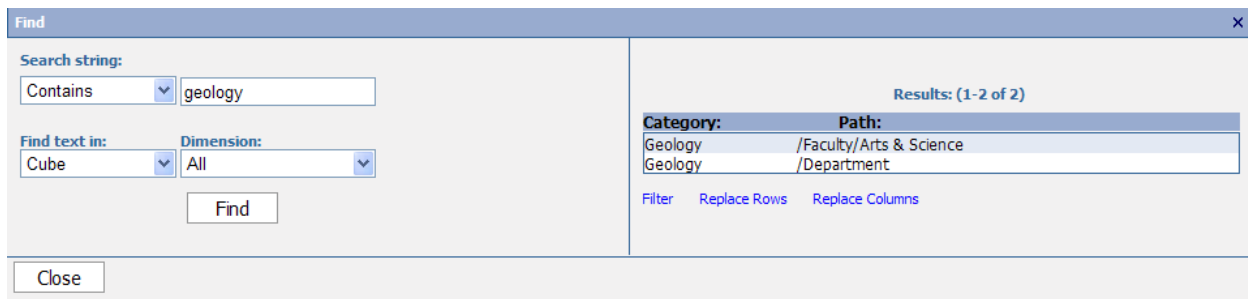 Find
Search string:
Contains geology
Find text in: Dimension:
Cube All
Find
Close
Results: (1-2 of 2)
Category: Path:
Geology /Faculty/Arts & Science
Geology /Department
Filter Replace Rows Replace Columns